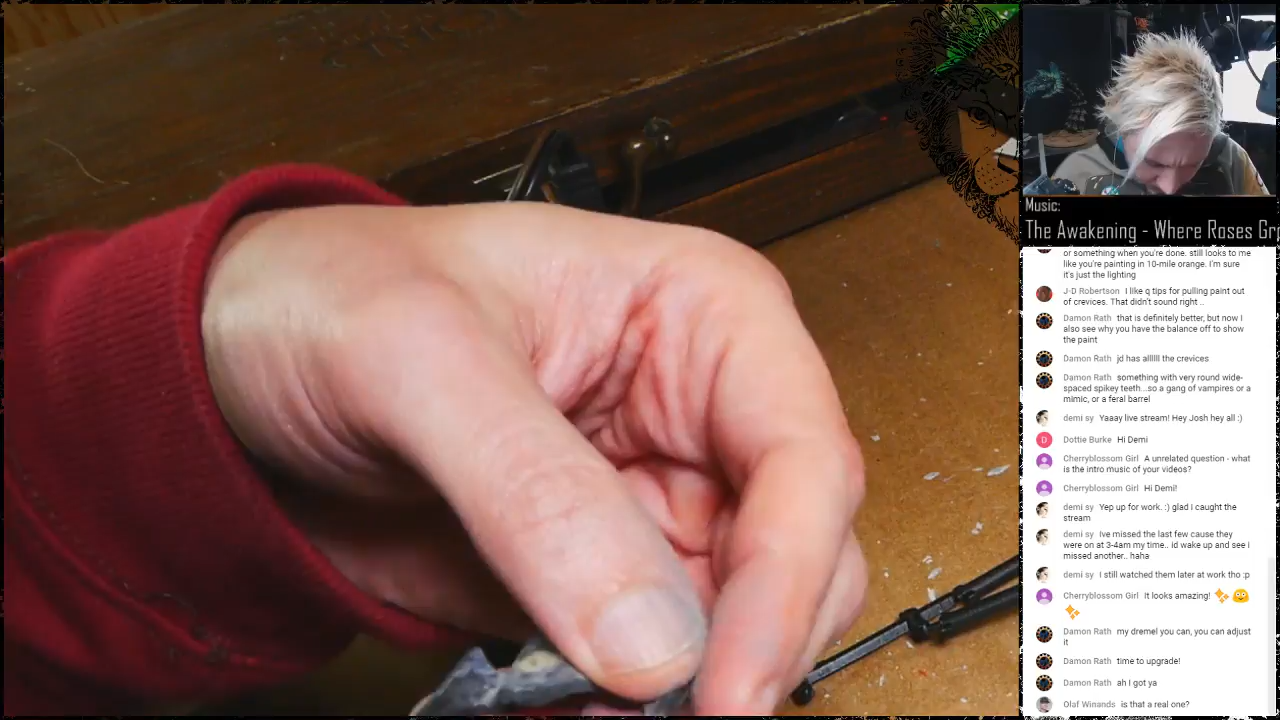 Music:
The Awakening - Where Roses Gr
or something when you're done. still looks to me
like you're painting in 10-mile orange. I'm sure
it's just the lighting
J-D Robertson I like q tips for pulling paint out
of crevices. That didn't sound right ..
Damon Rath that is definitely better, but now I
also see why you have the balance off to show
the paint
Damon Rath jd has allllll the crevices
Damon Rath something with very round wide-
spaced spikey teeth...so a gang of vampires or a
mimic, or a feral barrel
demi sy Yaaay live stream! Hey Josh hey all :)
D
Dottie Burke Hi Demi
Cherryblossom Girl A unrelated question - what
is the intro music of your videos?
Cherryblossom Girl Hi Demi!
demi sy Yep up for work. :) glad I caught the
stream
demi sy Ive missed the last few cause they
were on at 3-4am my time.. id wake up and see i
missed another.. haha
demi sy I still watched them later at work tho :p
Cherryblossom Girl It looks amazing! ✨ 🤗
✨
Damon Rath my dremel you can, you can adjust
it
Damon Rath time to upgrade!
Damon Rath ah I got ya
Olaf Winands is that a real one?